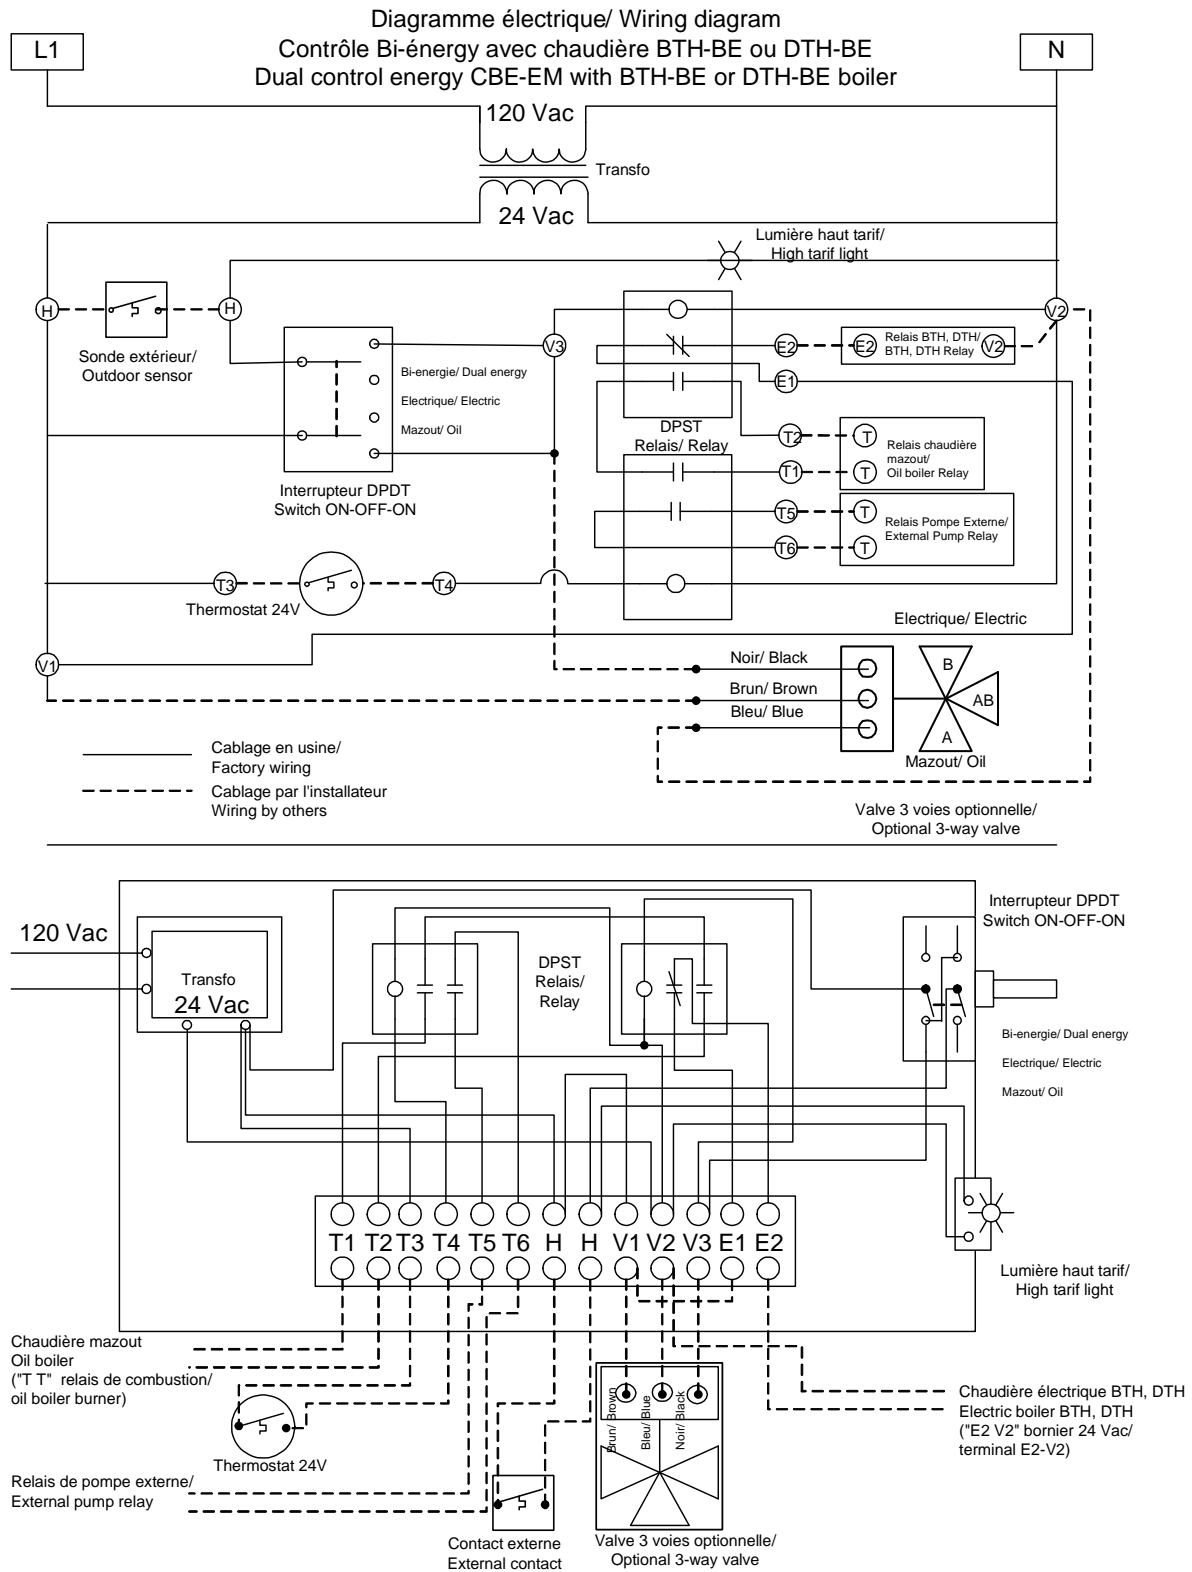 Diagramme électrique/ Wiring diagram
Contrôle Bi-énergy avec chaudière BTH-BE ou DTH-BE
Dual control energy CBE-EM with BTH-BE or DTH-BE boiler
L1
N
120 Vac
Transfo
24 Vac
Lumière haut tarif/
High tarif light
H
H
V2
Sonde extérieur/
Outdoor sensor
V3
Bi-energie/ Dual energy
Electrique/ Electric
Mazout/ Oil
Interrupteur DPDT
Switch ON-OFF-ON
DPST
Relais/ Relay
E2
E2
Relais BTH, DTH/
BTH, DTH Relay
V2
E1
T2
T
T1
T
Relais chaudière
mazout/
Oil boiler Relay
T5
T
T6
T
Relais Pompe Externe/
External Pump Relay
T3
T4
Thermostat 24V
V1
Electrique/ Electric
Noir/ Black
Brun/ Brown
Bleu/ Blue
B
AB
A
Mazout/ Oil
Cablage en usine/
Factory wiring
Cablage par l'installateur
Wiring by others
Valve 3 voies optionnelle/
Optional 3-way valve
120 Vac
Transfo
24 Vac
DPST
Relais/
Relay
Interrupteur DPDT
Switch ON-OFF-ON
Bi-energie/ Dual energy
Electrique/ Electric
Mazout/ Oil
T1 T2 T3 T4 T5 T6 H H V1 V2 V3 E1 E2
Lumière haut tarif/
High tarif light
Chaudière mazout
Oil boiler
("T T" relais de combustion/
oil boiler burner)
Thermostat 24V
Relais de pompe externe/
External pump relay
Contact externe
External contact
Brun/ Brown
Bleu/ Blue
Noir/ Black
Valve 3 voies optionnelle/
Optional 3-way valve
Chaudière électrique BTH, DTH
Electric boiler BTH, DTH
("E2 V2" bornier 24 Vac/
terminal E2-V2)